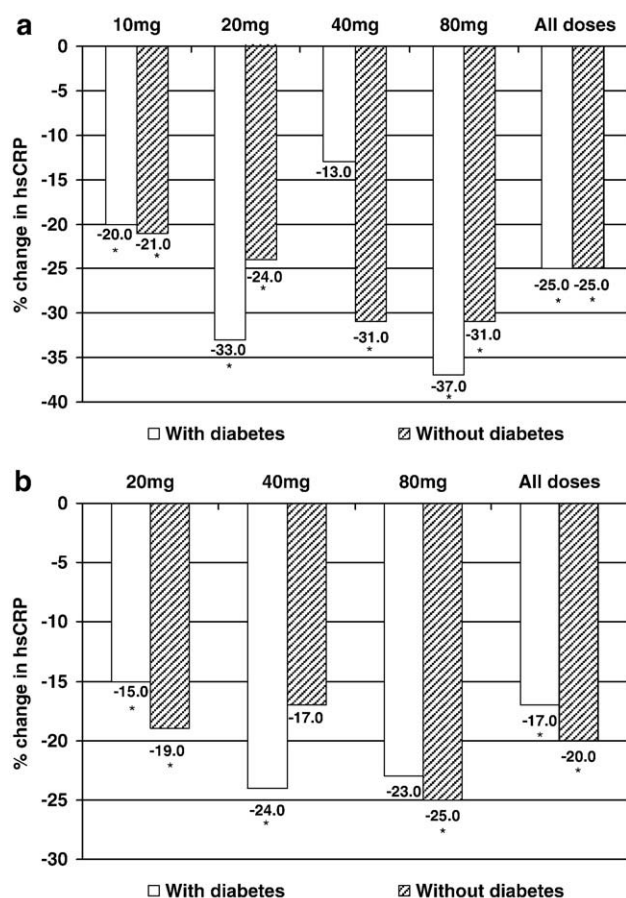 a
10mg 20mg 40mg 80mg All doses
0
-5
-10
-15
-20
-25
-30
-35
-40
% change in hsCRP
-20.0 -21.0 -33.0 -24.0 -13.0 -31.0 -37.0 -31.0 -25.0 -25.0
* * * * * * * * *
With diabetes Without diabetes
b
20mg 40mg 80mg All doses
0
-5
-10
-15
-20
-25
-30
% change in hsCRP
-15.0 -19.0 -24.0 -17.0 -23.0 -25.0 -17.0 -20.0
* * * * * *
With diabetes Without diabetes